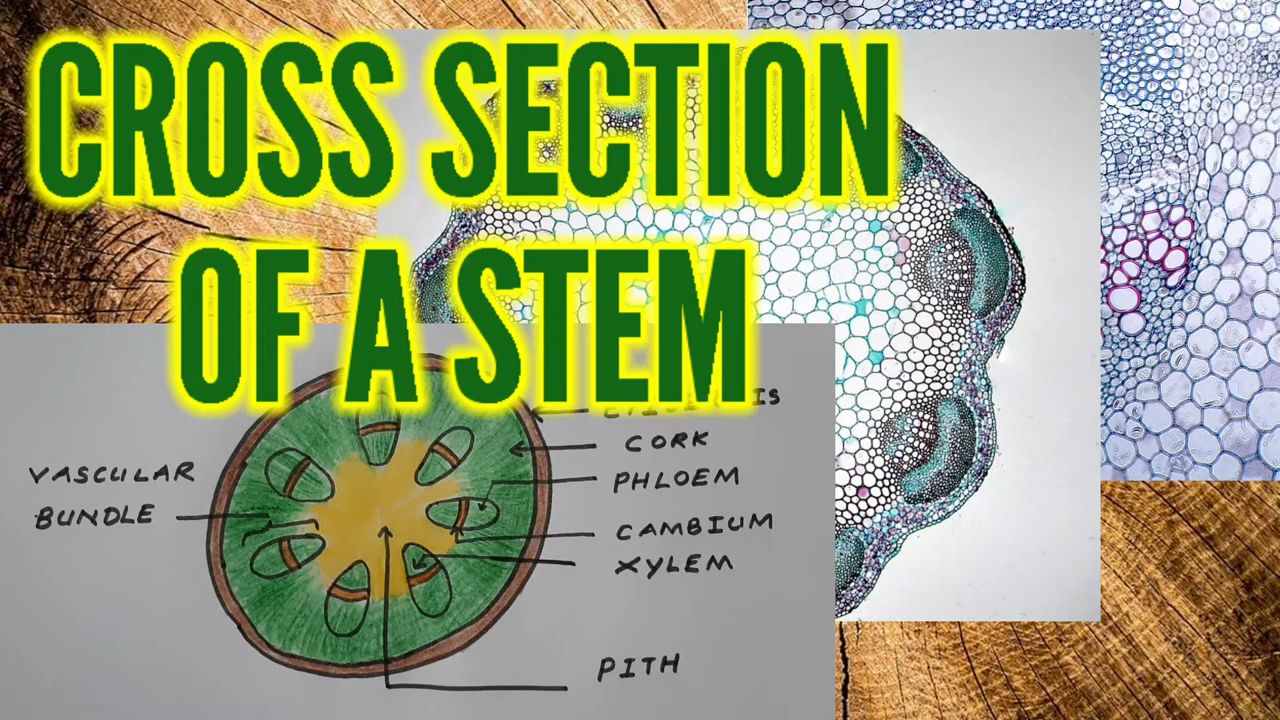 CROSS SECTION
OF A STEM
CORK
PHLOEM
CAMBIUM
XYLEM
PITH
VASCULAR
BUNDLE